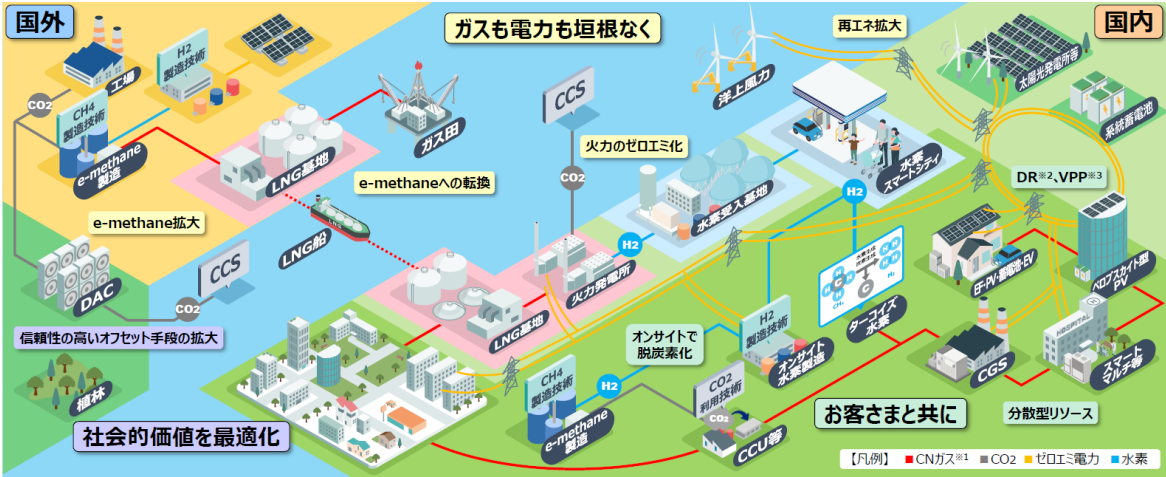 国外
ガスも電力も垣根なく
国内
再エネ拡大
工場
H2
製造技術
CO2
CH4
製造技術
e-methane
製造
LNG基地
ガス田
CCS
洋上風力
太陽光発電所等
系統蓄電池
火力のゼロエミ化
e-methaneへの転換
CO2
水素受入基地
水素
スマートシティ
H2
DR※2、VPP※3
e-methane拡大
LNG船
DAC
CCS
CO2
LNG基地
火力発電所
H2
ターコイズ
水素
EF・PV・蓄電池・EV
ペロブスカイト型
PV
信頼性の高いオフセット手段の拡大
植林
オンサイトで
脱炭素化
H2
製造技術
オンサイト
水素製造
CGS
HOSPITAL
スマート
マルチ等
CH4
製造技術
H2
e-methane
製造
CO2
利用技術
CO2
CCU等
社会的価値を最適化
お客さまと共に
分散型リソース
【凡例】 CNガス※1 CO2 ゼロエミ電力 水素